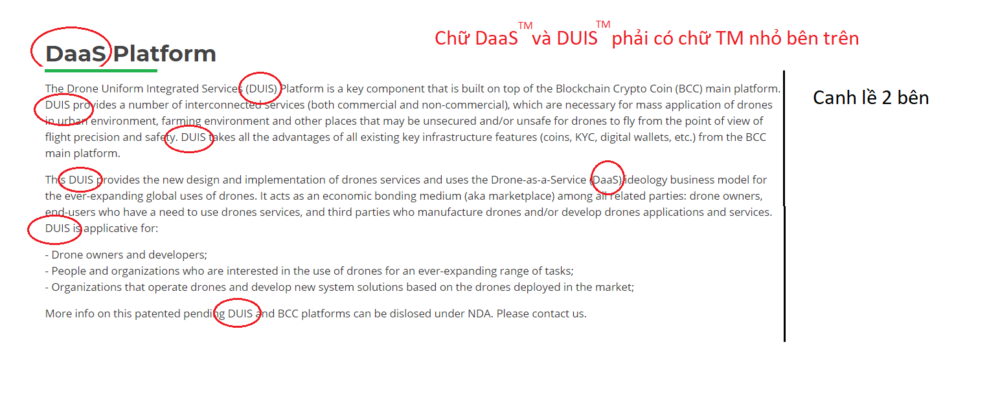 Chữ DaaS™ và DUIS™ phải có chữ TM nhỏ bên trên
DaaS Platform
The Drone Uniform Integrated Services (DUIS) Platform is a key component that is built on top of the Blockchain Crypto Coin (BCC) main platform.
DUIS provides a number of interconnected services (both commercial and non-commercial), which are necessary for mass application of drones
in urban environment, farming environment and other places that may be unsecured and/or unsafe for drones to fly from the point of view of
flight precision and safety. DUIS takes all the advantages of all existing key infrastructure features (coins, KYC, digital wallets, etc.) from the BCC
main platform.
Canh lề 2 bên
This DUIS provides the new design and implementation of drones services and uses the Drone-as-a-Service (DaaS) ideology business model for
the ever-expanding global uses of drones. It acts as an economic bonding medium (aka marketplace) among all related parties: drone owners,
end-users who have a need to use drones services, and third parties who manufacture drones and/or develop drones applications and services.
DUIS is applicative for:
- Drone owners and developers;
- People and organizations who are interested in the use of drones for an ever-expanding range of tasks;
- Organizations that operate drones and develop new system solutions based on the drones deployed in the market;
More info on this patented pending DUIS and BCC platforms can be dislosed under NDA. Please contact us.